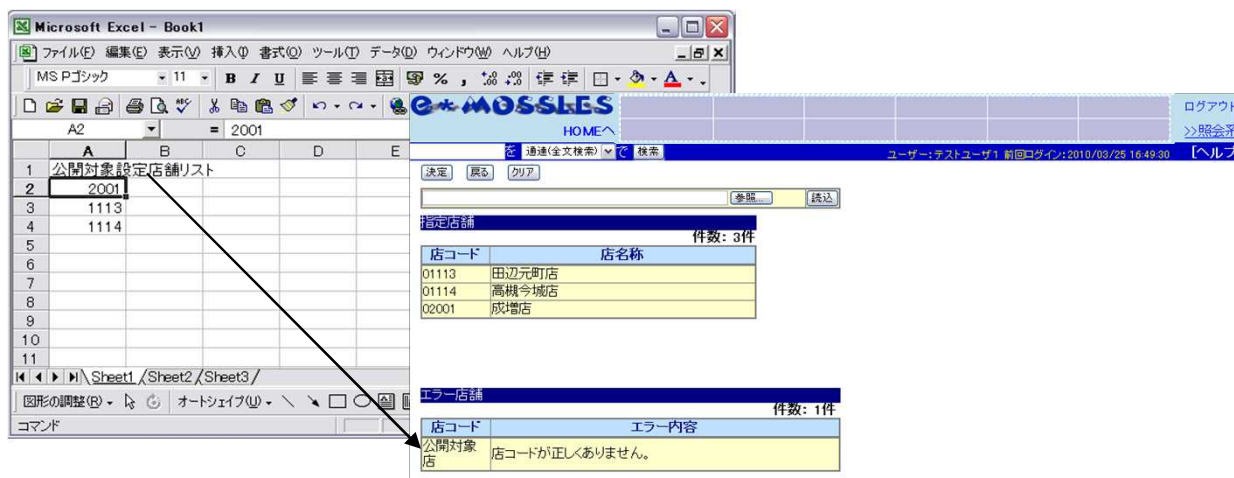 Microsoft Excel - Book1
ファイル(F) 編集(E) 表示(V) 挿入(I) 書式(O) ツール(T) データ(D) ウィンドウ(W) ヘルプ(H)
MS Pゴシック 11 B I U
A2 = 2001
A B C D E
1 公開対象設定店舗リスト
2 2001
3 1113
4 1114
5
6
7
8
9
10
11
Sheet1 Sheet2 Sheet3
図形の調整(R) オートシェイプ(U)
コマンド
e*MOSSLES
HOMEへ
ログアウト
>>照会系
を 通達(全文検索) で 検索
ユーザー:テストユーザ1 前回ログイン:2010/03/25 16:49:30
【ヘルプ
決定 戻る クリア
参照... 読込
指定店舗
件数: 3件
店コード 店名称
01113 田辺元町店
01114 高槻今城店
02001 成増店
エラー店舗
件数: 1件
店コード エラー内容
公開対象店 店コードが正しくありません。